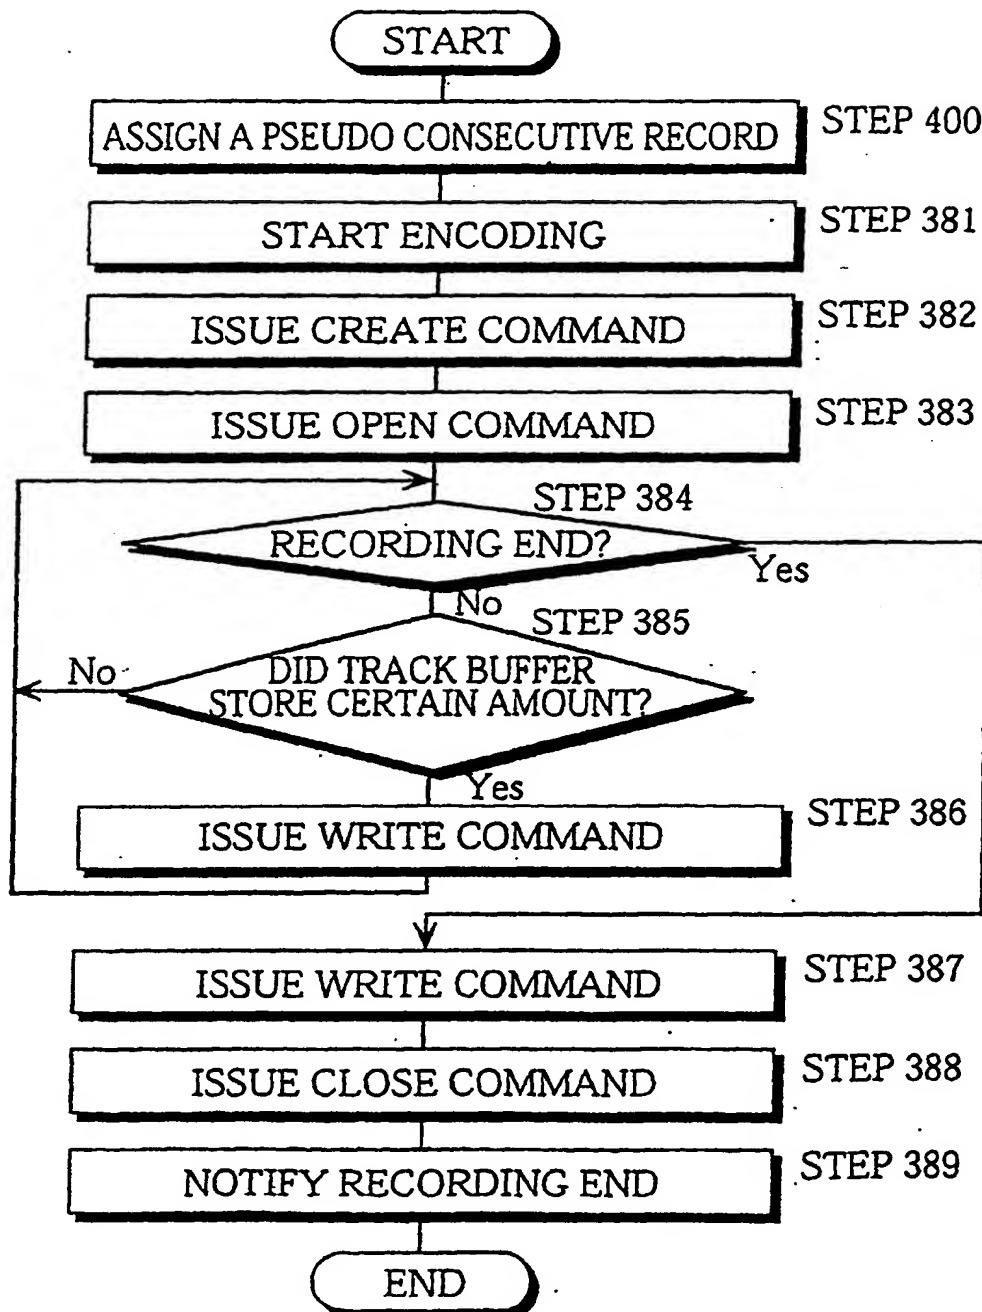 START
ASSIGN A PSEUDO CONSECUTIVE RECORD
STEP 400
START ENCODING
STEP 381
ISSUE CREATE COMMAND
STEP 382
ISSUE OPEN COMMAND
STEP 383
STEP 384
RECORDING END?
Yes
No
STEP 385
No
DID TRACK BUFFER
STORE CERTAIN AMOUNT?
Yes
ISSUE WRITE COMMAND
STEP 386
ISSUE WRITE COMMAND
STEP 387
ISSUE CLOSE COMMAND
STEP 388
NOTIFY RECORDING END
STEP 389
END